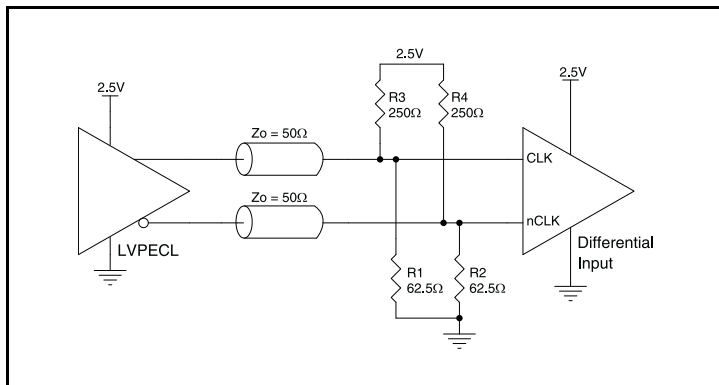 2.5V
2.5V
2.5V
R3
250Ω
R4
250Ω
Zo = 50Ω
CLK
Zo = 50Ω
nCLK
LVPECL
Differential
Input
R1
62.5Ω
R2
62.5Ω